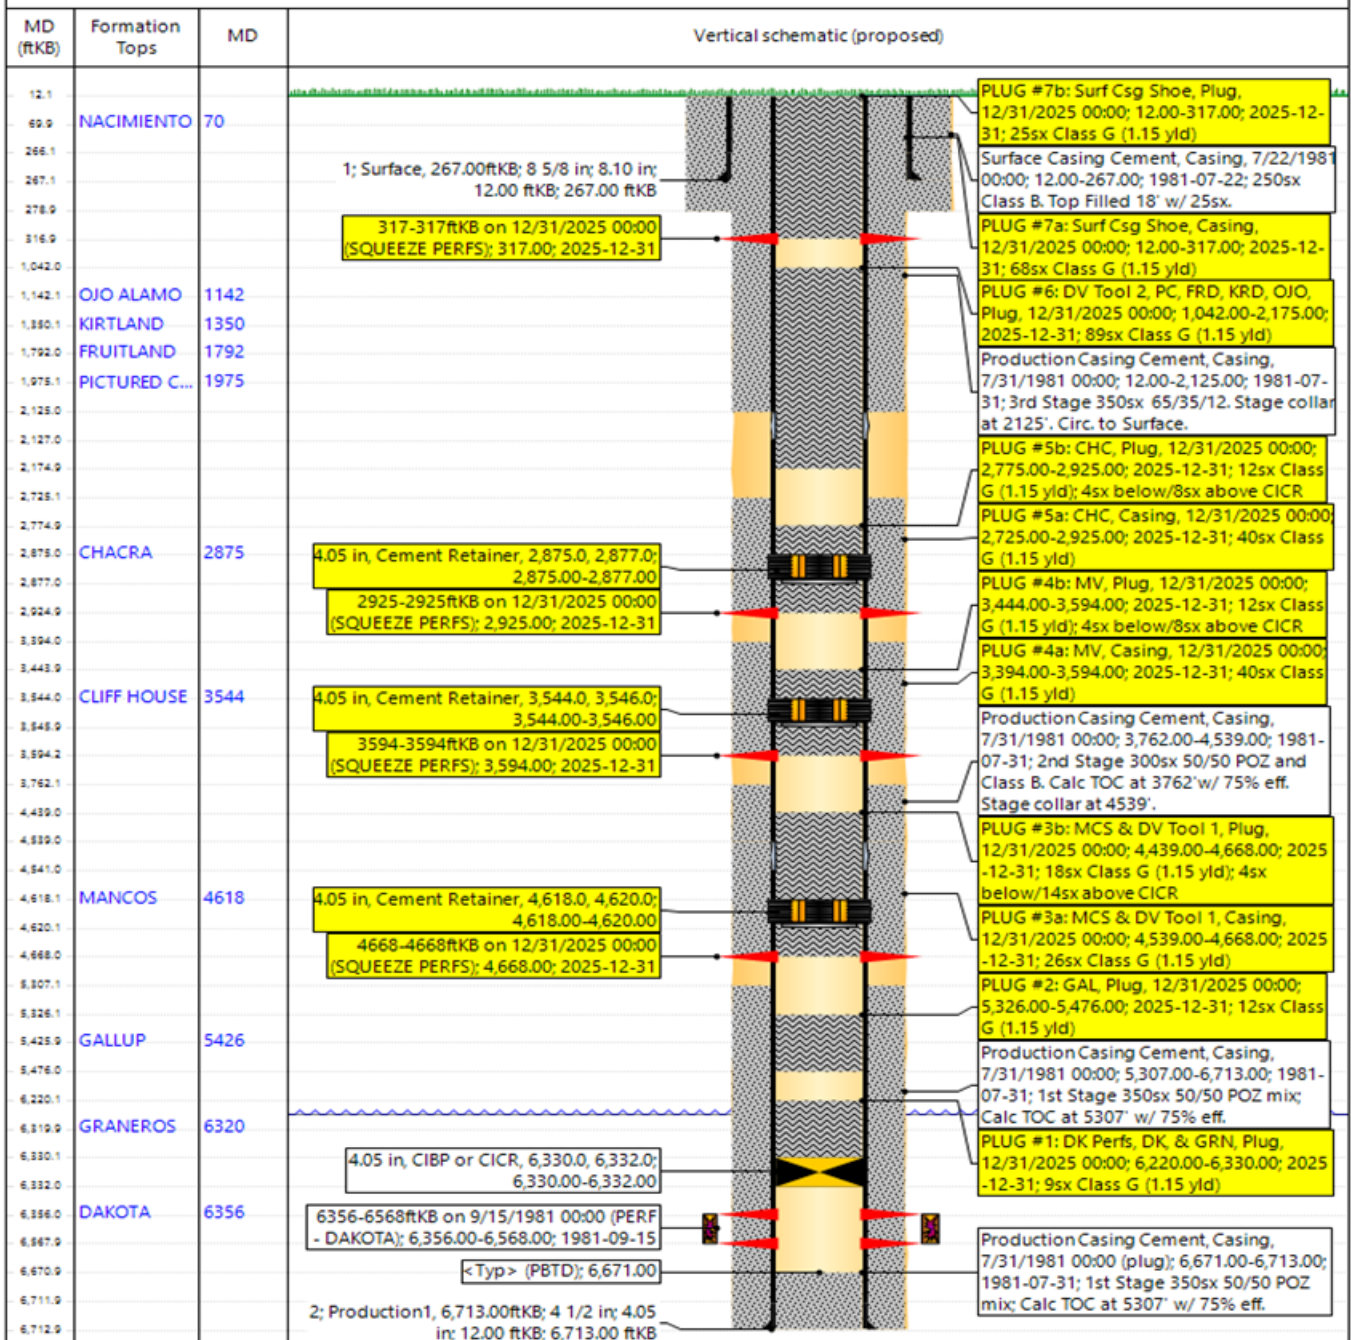 MD
(ftKB)
Formation
Tops
MD
Vertical schematic (proposed)
12.1
69.9
266.1
267.1
278.9
316.9
1,042.0
1,142.1
1,350.1
1,792.0
1,975.1
2,125.0
2,127.0
2,174.9
2,725.1
2,774.9
2,875.0
2,877.0
2,924.9
3,394.0
3,443.9
3,544.0
3,545.9
3,594.2
3,762.1
4,439.0
4,539.0
4,541.0
4,618.1
4,620.1
4,668.0
5,307.1
5,326.1
5,425.9
5,476.0
6,220.1
6,319.9
6,330.1
6,332.0
6,356.0
6,567.9
6,670.9
6,711.9
6,712.9
NACIMIENTO 70
OJO ALAMO 1142
KIRTLAND 1350
FRUITLAND 1792
PICTURED C... 1975
CHACRA 2875
CLIFF HOUSE 3544
MANCOS 4618
GALLUP 5426
GRANEROS 6320
DAKOTA 6356
1; Surface, 267.00ftKB; 8 5/8 in; 8.10 in;
12.00 ftKB; 267.00 ftKB
317-317ftKB on 12/31/2025 00:00
(SQUEEZE PERFS); 317.00; 2025-12-31
4.05 in, Cement Retainer, 2,875.0, 2,877.0;
2,875.00-2,877.00
2925-2925ftKB on 12/31/2025 00:00
(SQUEEZE PERFS); 2,925.00; 2025-12-31
4.05 in, Cement Retainer, 3,544.0, 3,546.0;
3,544.00-3,546.00
3594-3594ftKB on 12/31/2025 00:00
(SQUEEZE PERFS); 3,594.00; 2025-12-31
4.05 in, Cement Retainer, 4,618.0, 4,620.0;
4,618.00-4,620.00
4668-4668ftKB on 12/31/2025 00:00
(SQUEEZE PERFS); 4,668.00; 2025-12-31
4.05 in, CIBP or CICR, 6,330.0, 6,332.0;
6,330.00-6,332.00
6356-6568ftKB on 9/15/1981 00:00 (PERF
- DAKOTA); 6,356.00-6,568.00; 1981-09-15
<Typ> (PBTD); 6,671.00
2; Production1, 6,713.00ftKB; 4 1/2 in; 4.05
in; 12.00 ftKB; 6,713.00 ftKB
PLUG #7b: Surf Csg Shoe, Plug,
12/31/2025 00:00; 12.00-317.00; 2025-12-
31; 25sx Class G (1.15 yld)
Surface Casing Cement, Casing, 7/22/1981
00:00; 12.00-267.00; 1981-07-22; 250sx
Class B. Top Filled 18' w/ 25sx.
PLUG #7a: Surf Csg Shoe, Casing,
12/31/2025 00:00; 12.00-317.00; 2025-12-
31; 68sx Class G (1.15 yld)
PLUG #6: DV Tool 2, PC, FRD, KRD, OJO,
Plug, 12/31/2025 00:00; 1,042.00-2,175.00;
2025-12-31; 89sx Class G (1.15 yld)
Production Casing Cement, Casing,
7/31/1981 00:00; 12.00-2,125.00; 1981-07-
31; 3rd Stage 350sx 65/35/12. Stage collar
at 2125'. Circ. to Surface.
PLUG #5b: CHC, Plug, 12/31/2025 00:00;
2,775.00-2,925.00; 2025-12-31; 12sx Class
G (1.15 yld); 4sx below/8sx above CICR
PLUG #5a: CHC, Casing, 12/31/2025 00:00;
2,725.00-2,925.00; 2025-12-31; 40sx Class
G (1.15 yld)
PLUG #4b: MV, Plug, 12/31/2025 00:00;
3,444.00-3,594.00; 2025-12-31; 12sx Class
G (1.15 yld); 4sx below/8sx above CICR
PLUG #4a: MV, Casing, 12/31/2025 00:00;
3,394.00-3,594.00; 2025-12-31; 40sx Class
G (1.15 yld)
Production Casing Cement, Casing,
7/31/1981 00:00; 3,762.00-4,539.00; 1981-
07-31; 2nd Stage 300sx 50/50 POZ and
Class B. Calc TOC at 3762'w/ 75% eff.
Stage collar at 4539'.
PLUG #3b: MCS & DV Tool 1, Plug,
12/31/2025 00:00; 4,439.00-4,668.00; 2025
-12-31; 18sx Class G (1.15 yld); 4sx
below/14sx above CICR
PLUG #3a: MCS & DV Tool 1, Casing,
12/31/2025 00:00; 4,539.00-4,668.00; 2025
-12-31; 26sx Class G (1.15 yld)
PLUG #2: GAL, Plug, 12/31/2025 00:00;
5,326.00-5,476.00; 2025-12-31; 12sx Class
G (1.15 yld)
Production Casing Cement, Casing,
7/31/1981 00:00; 5,307.00-6,713.00; 1981-
07-31; 1st Stage 350sx 50/50 POZ mix;
Calc TOC at 5307' w/ 75% eff.
PLUG #1: DK Perfs, DK, & GRN, Plug,
12/31/2025 00:00; 6,220.00-6,330.00; 2025
-12-31; 9sx Class G (1.15 yld)
Production Casing Cement, Casing,
7/31/1981 00:00 (plug); 6,671.00-6,713.00;
1981-07-31; 1st Stage 350sx 50/50 POZ
mix; Calc TOC at 5307' w/ 75% eff.